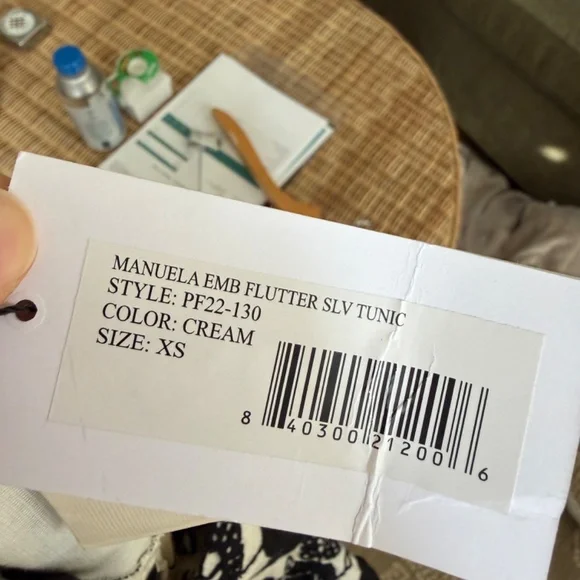 MANUELA EMB FLUTTER SLV TUNIC
STYLE: PF22-130
COLOR: CREAM
SIZE: XS
8 40300 21200 6